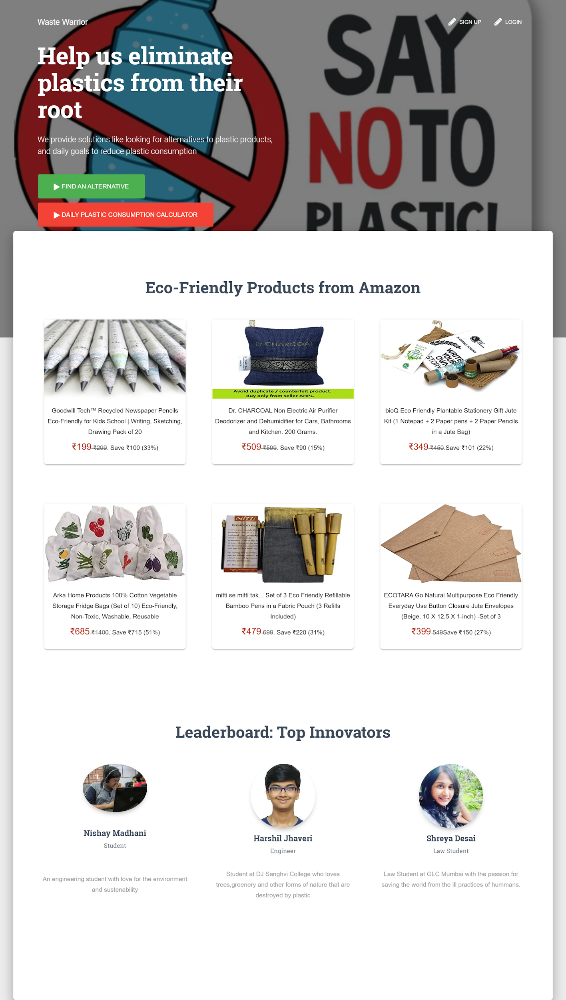 Waste Warrior
SIGN UP
LOGIN
SAY
NO TO
PLASTIC!
Help us eliminate
plastics from their
root
We provide solutions like looking for alternatives to plastic products,
and daily goals to reduce plastic consumption
FIND AN ALTERNATIVE
DAILY PLASTIC CONSUMPTION CALCULATOR
Eco-Friendly Products from Amazon
Dr. CHARCOAL
Avoid duplicate / counterfeit product.
Buy only from seller AHPL.
PLANTABLE NOTEPAD
WRITE
YOUR
OWN
STORY
Goodwill Tech™ Recycled Newspaper Pencils
Eco-Friendly for Kids School | Writing, Sketching,
Drawing Pack of 20
₹199 ₹299. Save ₹100 (33%)
Dr. CHARCOAL Non Electric Air Purifier
Deodorizer and Dehumidifier for Cars, Bathrooms
and Kitchen. 200 Grams.
₹509 ₹599. Save ₹90 (15%)
bioQ Eco Friendly Plantable Stationery Gift Jute
Kit (1 Notepad + 2 Paper pens + 2 Paper Pencils
in a Jute Bag)
₹349 ₹450.Save ₹101 (22%)
mitti
BAMBOO PEN
Arka Home Products 100% Cotton Vegetable
Storage Fridge Bags (Set of 10) Eco-Friendly,
Non-Toxic, Washable, Reusable
₹685 ₹1400. Save ₹715 (51%)
mitti se mitti tak... Set of 3 Eco Friendly Refillable
Bamboo Pens in a Fabric Pouch (3 Refills
Included)
₹479 699. Save ₹220 (31%)
ECOTARA Go Natural Multipurpose Eco Friendly
Everyday Use Button Closure Jute Envelopes
(Beige, 10 X 12.5 X 1-inch) -Set of 3
₹399 549Save ₹150 (27%)
Leaderboard: Top Innovators
Nishay Madhani
Student
An engineering student with love for the environment
and sustenability
Harshil Jhaveri
Engineer
Student at DJ Sanghvi College who loves
trees,greenery and other forms of nature that are
destroyed by plastic
Shreya Desai
Law Student
Law Student at GLC Mumbai with the passion for
saving the world from the ill practices of hummans.